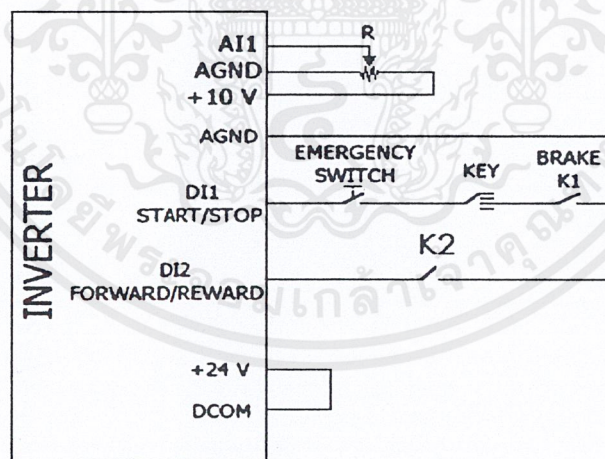 AI1
R
AGND
+10 V
AGND
EMERGENCY
SWITCH
KEY
BRAKE
K1
DI1
START/STOP
K2
DI2
FORWARD/REWARD
INVERTER
+24 V
DCOM